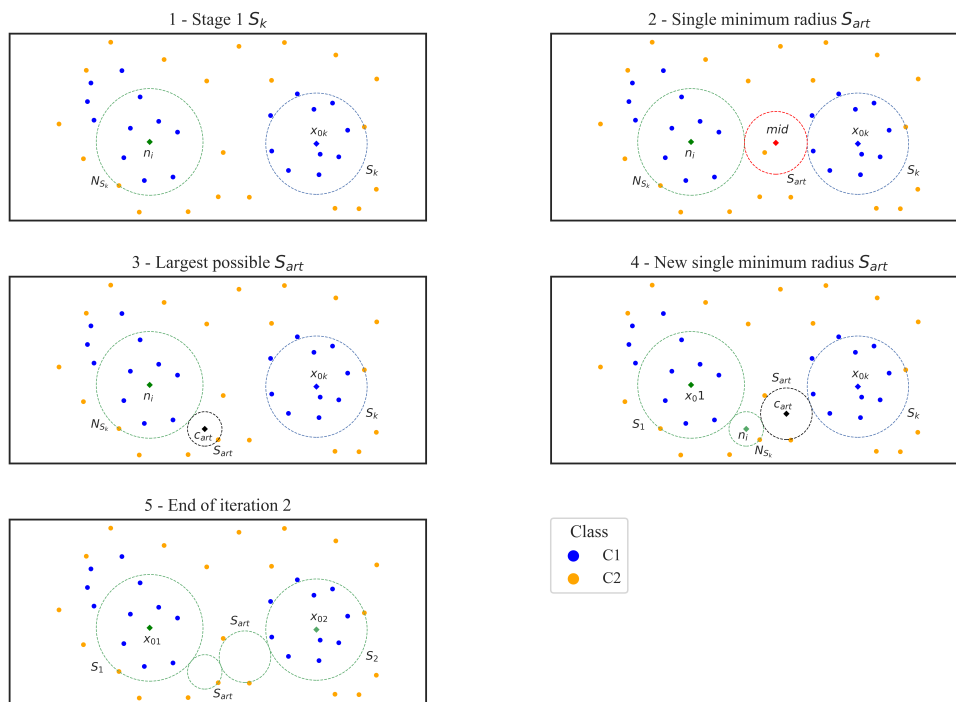 1 - Stage 1 S_k
x_{0k}
n_i
S_k
N_{S_k}
2 - Single minimum radius S_{art}
mid
x_{0k}
n_i
S_k
S_{art}
N_{S_k}
3 - Largest possible S_{art}
x_{0k}
n_i
S_k
N_{S_k}
c_{art}
S_{art}
4 - New single minimum radius S_{art}
x_{0k}
S_{art}
x_01
c_{art}
S_k
S_1
n_i
N_{S_k}
5 - End of iteration 2
S_{art}
x_{02}
x_{01}
S_2
S_1
S_{art}
Class
C1
C2